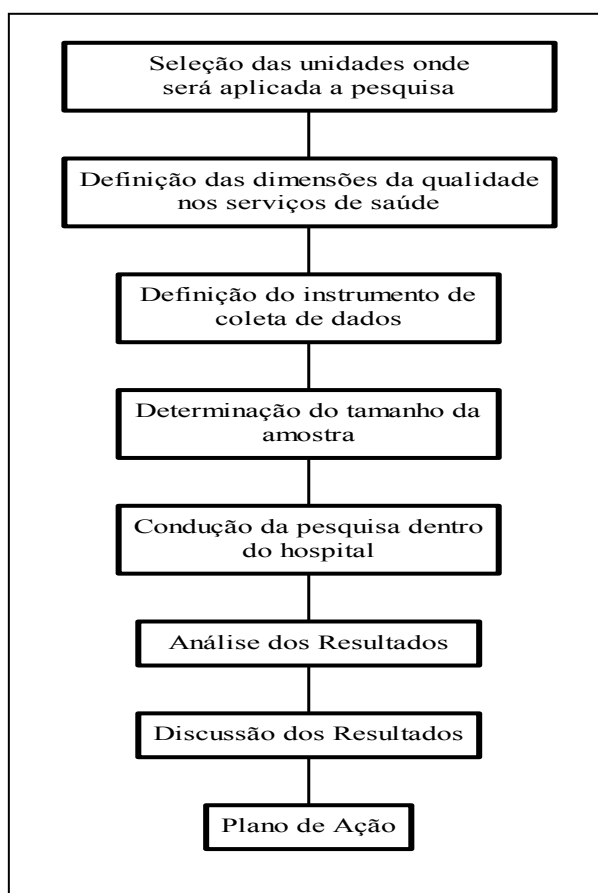 Seleção das unidades onde
será aplicada a pesquisa
Definição das dimensões da qualidade
nos serviços de saúde
Definição do instrumento de
coleta de dados
Determinação do tamanho da
amostra
Condução da pesquisa dentro
do hospital
Análise dos Resultados
Discussão dos Resultados
Plano de Ação